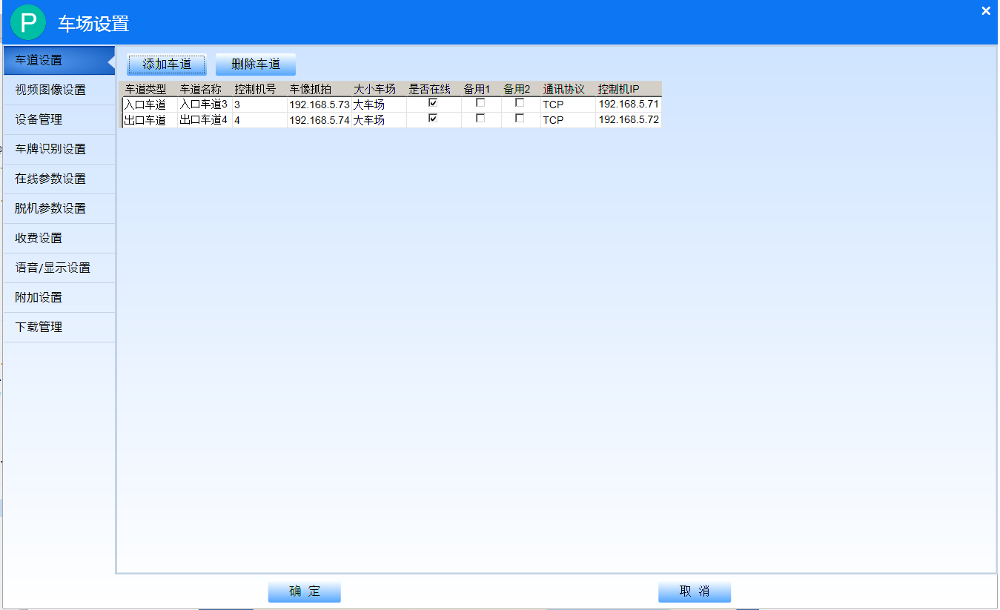 P 车场设置
车道设置
视频图像设置
设备管理
车牌识别设置
在线参数设置
脱机参数设置
收费设置
语音/显示设置
附加设置
下载管理
添加车道 删除车道
车道类型 车道名称 控制机号 车像抓拍 大小车场 是否在线 备用1 备用2 通讯协议 控制机IP
入口车道 入口车道3 3 192.168.5.73 大车场 TCP 192.168.5.71
出口车道 出口车道4 4 192.168.5.74 大车场 TCP 192.168.5.72
确 定 取 消